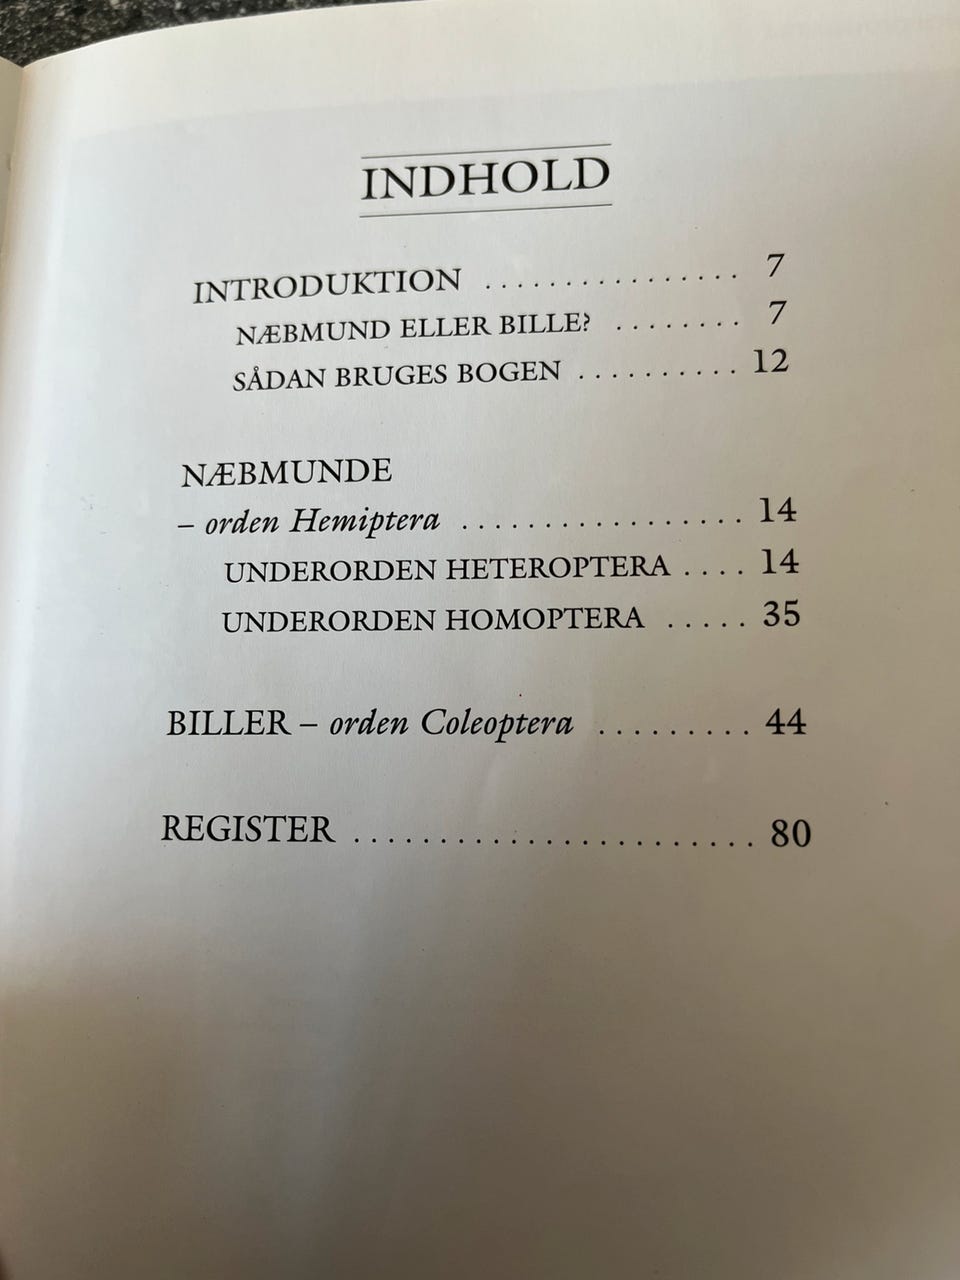 INDHOLD
INTRODUKTION ................ 7
NÆBMUND ELLER BILLE? ........ 7
SÅDAN BRUGES BOGEN .......... 12
NÆBMUNDE
– orden Hemiptera .................. 14
UNDERORDEN HETEROPTERA .... 14
UNDERORDEN HOMOPTERA ..... 35
BILLER – orden Coleoptera ......... 44
REGISTER ........................ 80